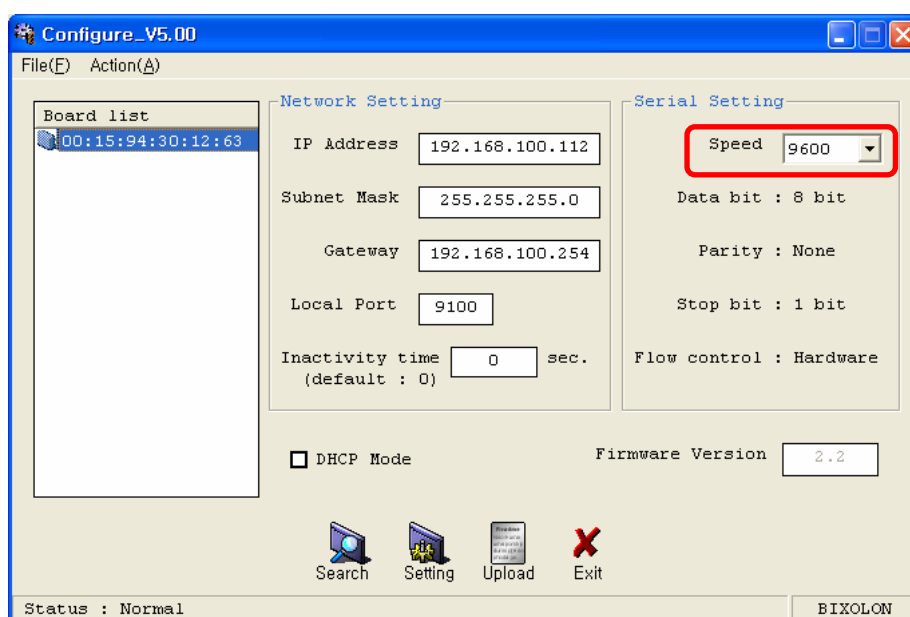 Configure_V5.00
File(F) Action(A)
Board list
00:15:94:30:12:63
Network Setting
IP Address 192.168.100.112
Subnet Mask 255.255.255.0
Gateway 192.168.100.254
Local Port 9100
Inactivity time 0 sec.
(default : 0)
Serial Setting
Speed 9600
Data bit : 8 bit
Parity : None
Stop bit : 1 bit
Flow control : Hardware
DHCP Mode
Firmware Version 2.2
Search Setting Upload Exit
Status : Normal BIXOLON